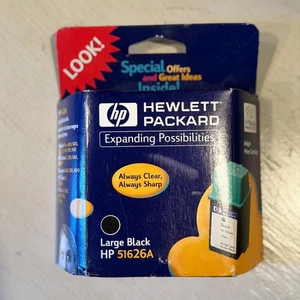 LOOK!
Special Offers
and Great Ideas
Inside!
hp
HEWLETT
PACKARD
Expanding Possibilities
Always Clear,
Always Sharp
Large Black
HP 51626A